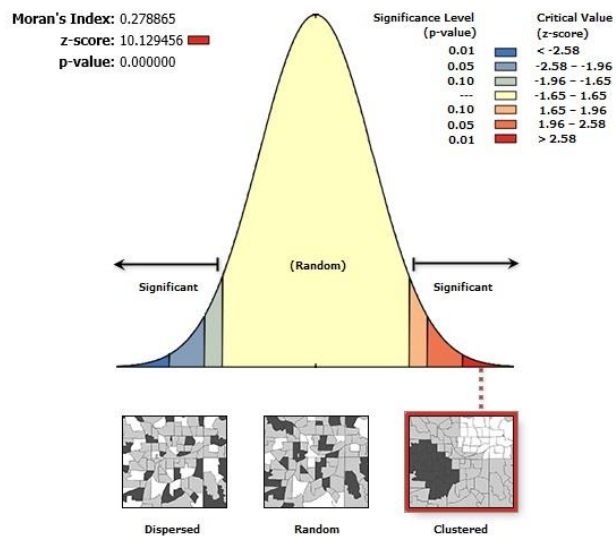 Moran's Index: 0.278865
z-score: 10.129456
p-value: 0.000000
Significance Level
(p-value)
Critical Value
(z-score)
0.01 < -2.58
0.05 -2.58 – -1.96
0.10 -1.96 – -1.65
--- -1.65 – 1.65
0.10 1.65 – 1.96
0.05 1.96 – 2.58
0.01 > 2.58
(Random)
Significant
Significant
Dispersed
Random
Clustered